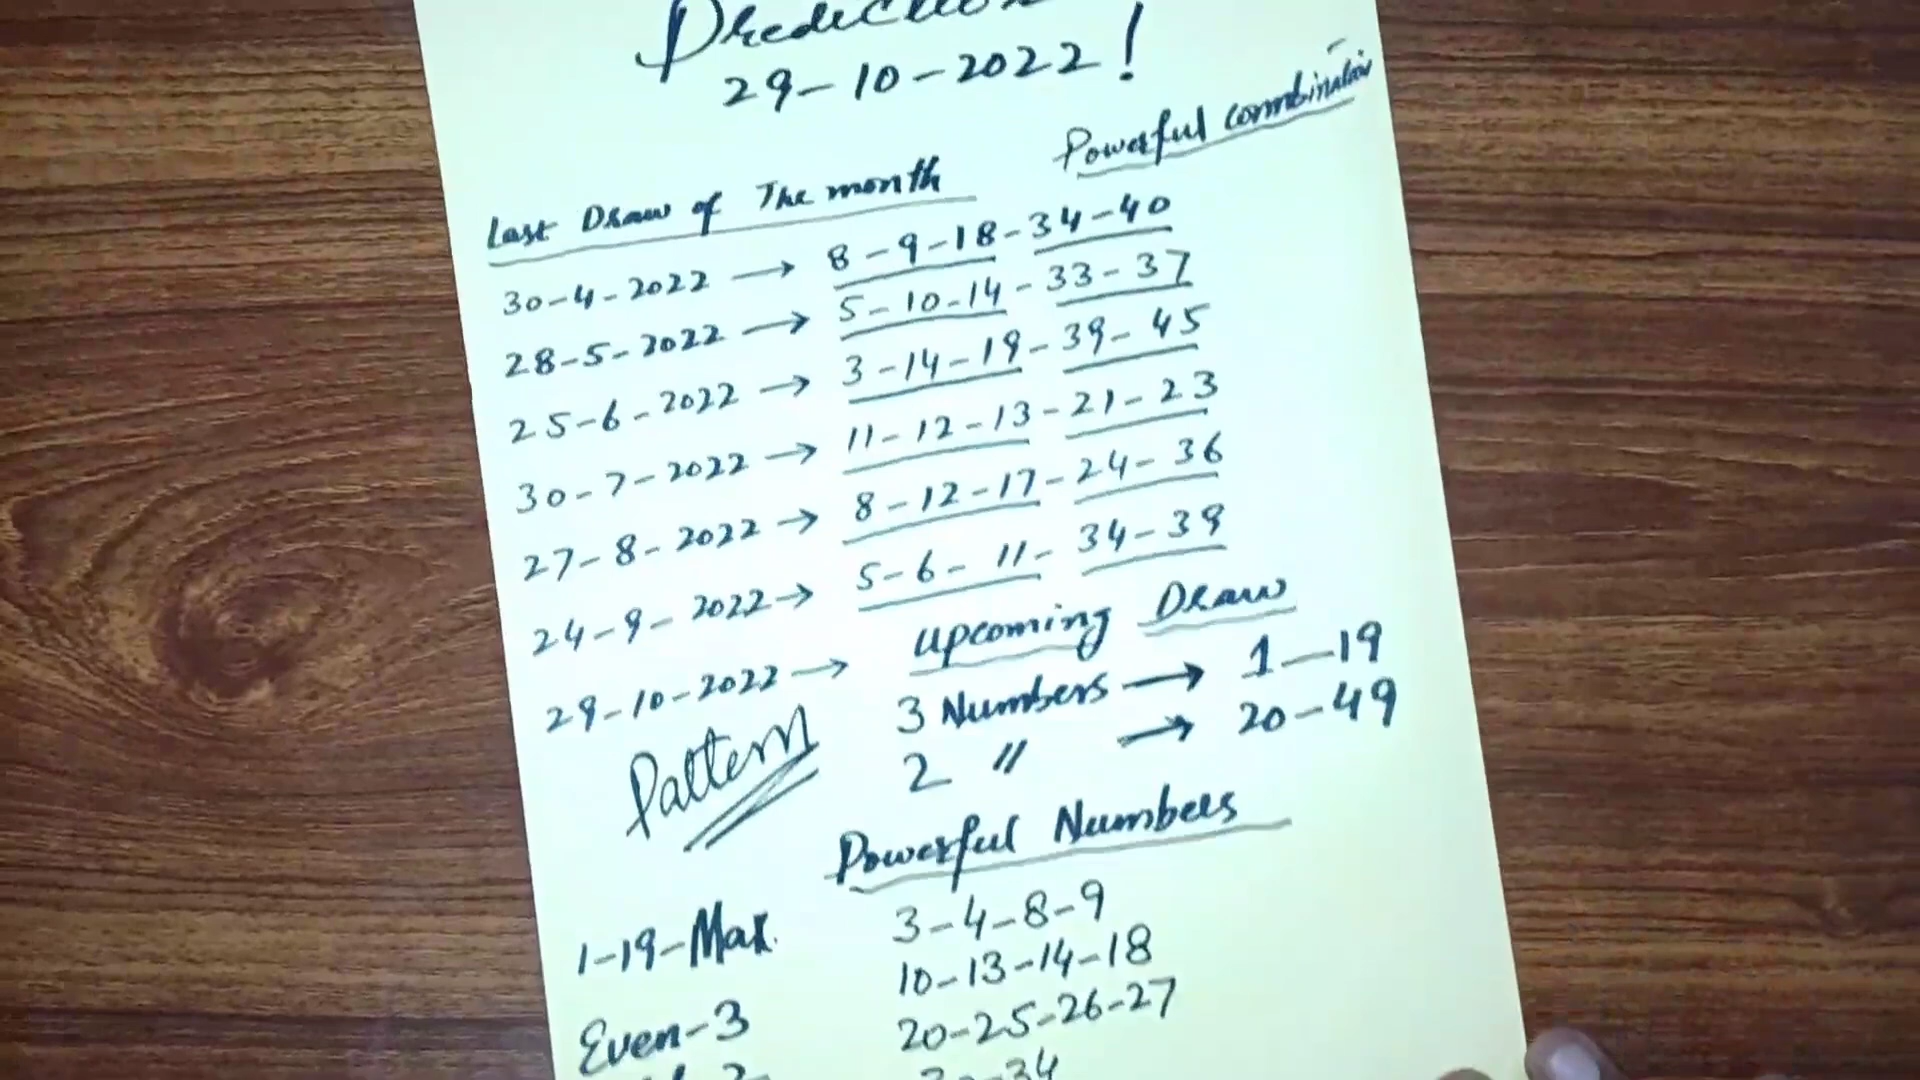 Prediction
29-10-2022!
Powerful combination
Last Draw of The month
30-4-2022 → 8-9-18-34-40
28-5-2022 → 5-10-14-33-37
25-6-2022 → 3-14-19-39-45
30-7-2022 → 11-12-13-21-23
27-8-2022 → 8-12-17-24-36
24-9-2022 → 5-6-11-34-39
29-10-2022 → upcoming Draw
3 Numbers → 1-19
2 〃 → 20-49
Pattern
Powerful Numbers
1-19-Max. 3-4-8-9
10-13-14-18
Even-3 20-25-26-27
34